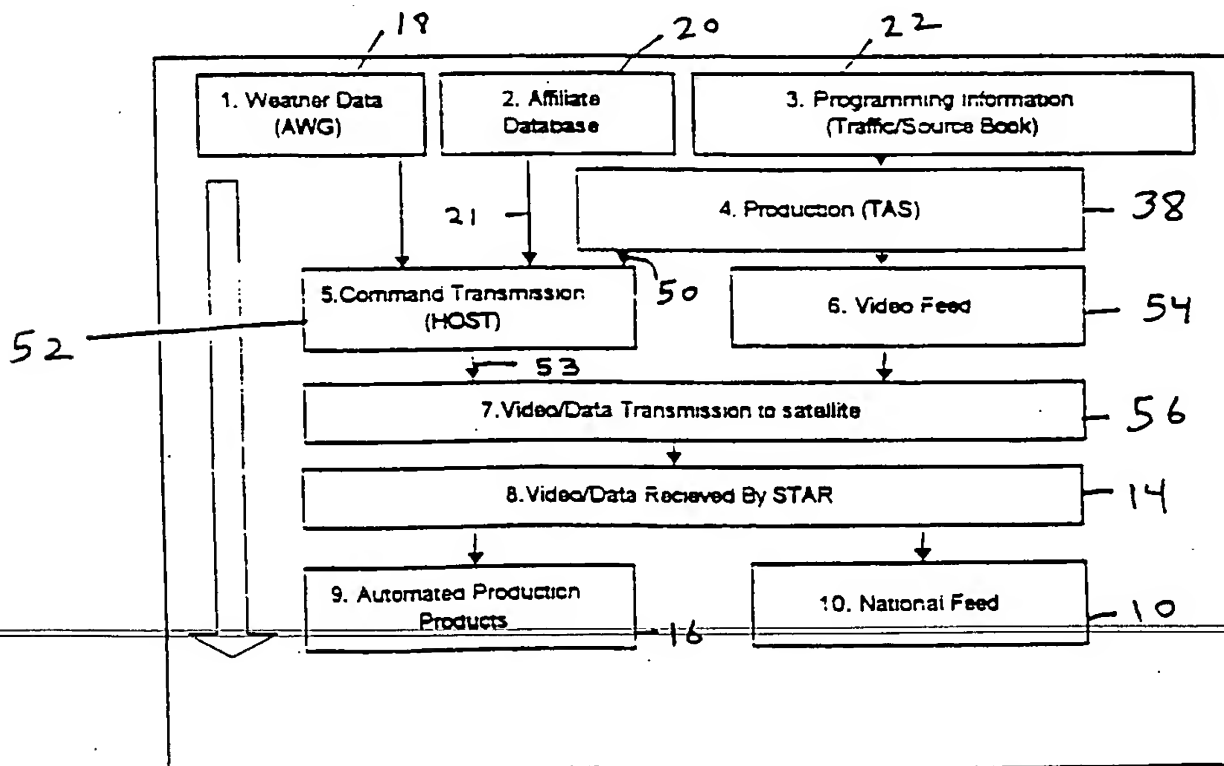 18
20
22
1. Weather Data
(AWG)
2. Affiliate
Database
3. Programming Information
(Traffic/Source Book)
21
4. Production (TAS)
38
50
5.Command Transmission
(HOST)
6. Video Feed
54
52
53
7.Video/Data Transmission to satellite
56
8.Video/Data Recieved By STAR
14
9. Automated Production
Products
16
10. National Feed
10